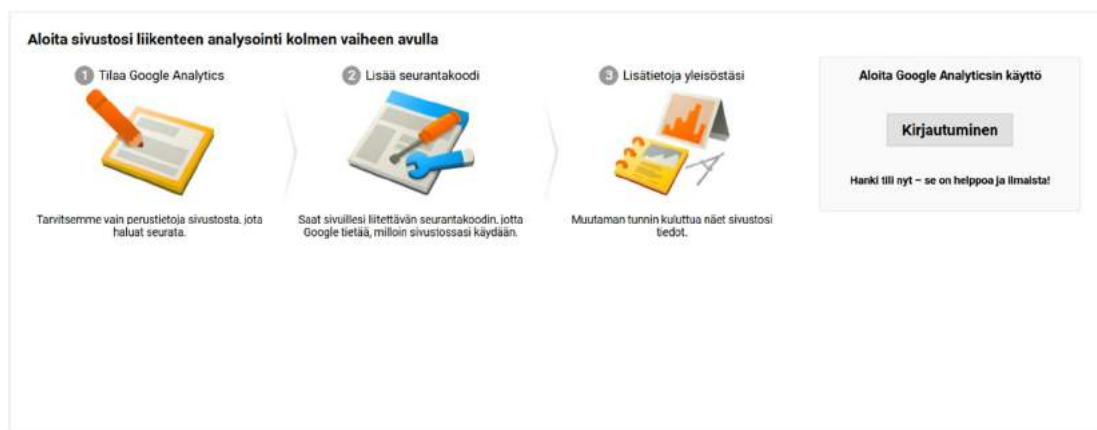 Aloita sivustosi liikenteen analysointi kolmen vaiheen avulla
1 Tilaa Google Analytics
Tarvitsemme vain perustietoja sivustosta, jota
haluat seurata.
2 Lisää seurantakoodi
Saat sivuillesi liitettävän seurantakoodin, jotta
Google tietää, milloin sivustossasi käydään.
3 Lisätietoja yleisöstäsi
Muutaman tunnin kuluttua näet sivustosi
tiedot.
Aloita Google Analyticsin käyttö
Kirjautuminen
Hanki tili nyt – se on helppoa ja ilmaista!